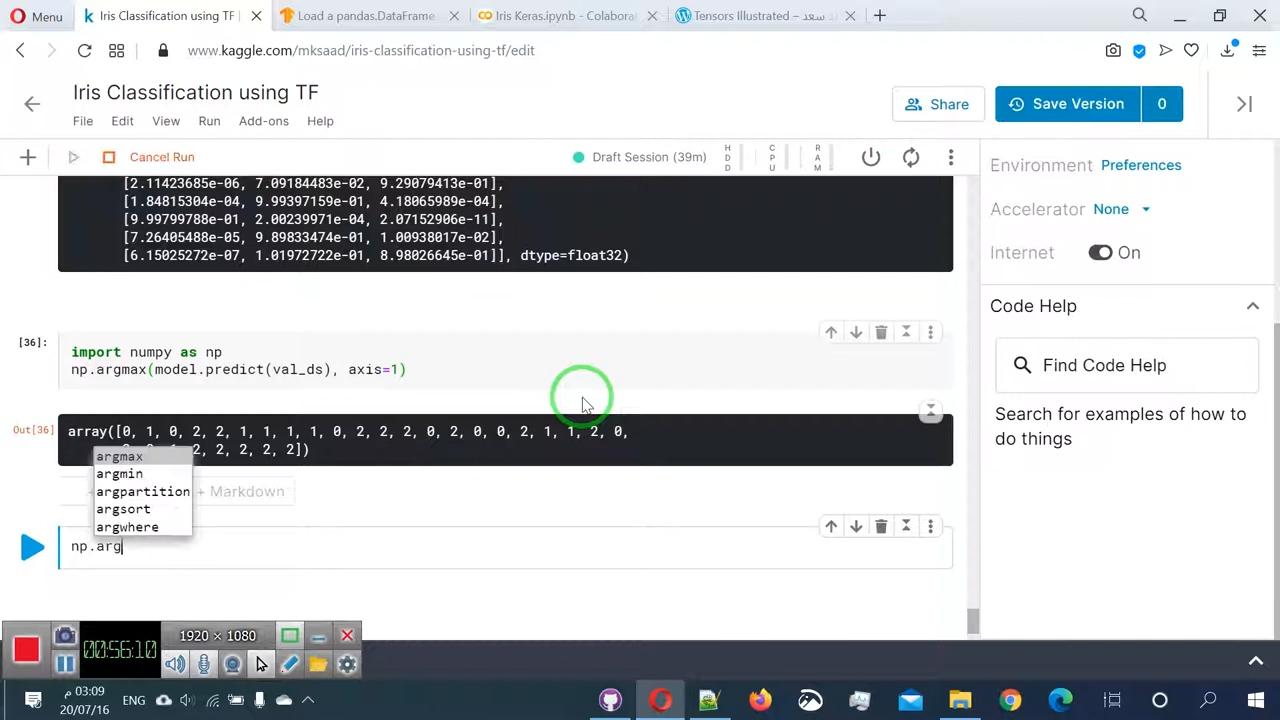 Menu
Iris Classification using TF |
Load a pandas.DataFrame
Iris Keras.ipynb - Colabora
Tensors Illustrated – د سعد
www.kaggle.com/mksaad/iris-classification-using-tf/edit
Iris Classification using TF
File Edit View Run Add-ons Help
Share
Save Version 0
Cancel Run
Draft Session (39m)
HDD
CPU
RAM
Environment Preferences
Accelerator None
Internet On
Code Help
Find Code Help
Search for examples of how to
do things
[2.11423685e-06, 7.09184483e-02, 9.29079413e-01],
[1.84815304e-04, 9.99397159e-01, 4.18065989e-04],
[9.99799788e-01, 2.00239971e-04, 2.07152906e-11],
[7.26405488e-05, 9.89833474e-01, 1.00938017e-02],
[6.15025272e-07, 1.01972722e-01, 8.98026645e-01]], dtype=float32)
[36]:
import numpy as np
np.argmax(model.predict(val_ds), axis=1)
Out[36]
array([0, 1, 0, 2, 2, 1, 1, 1, 1, 0, 2, 2, 2, 0, 2, 0, 0, 2, 1, 1, 2, 0,
2, 2, 2, 2])
argmax
argmin
argpartition
argsort
argwhere
+ Markdown
np.arg
1920 × 1080
00:56:10
03:09 م
20/07/16
ENG